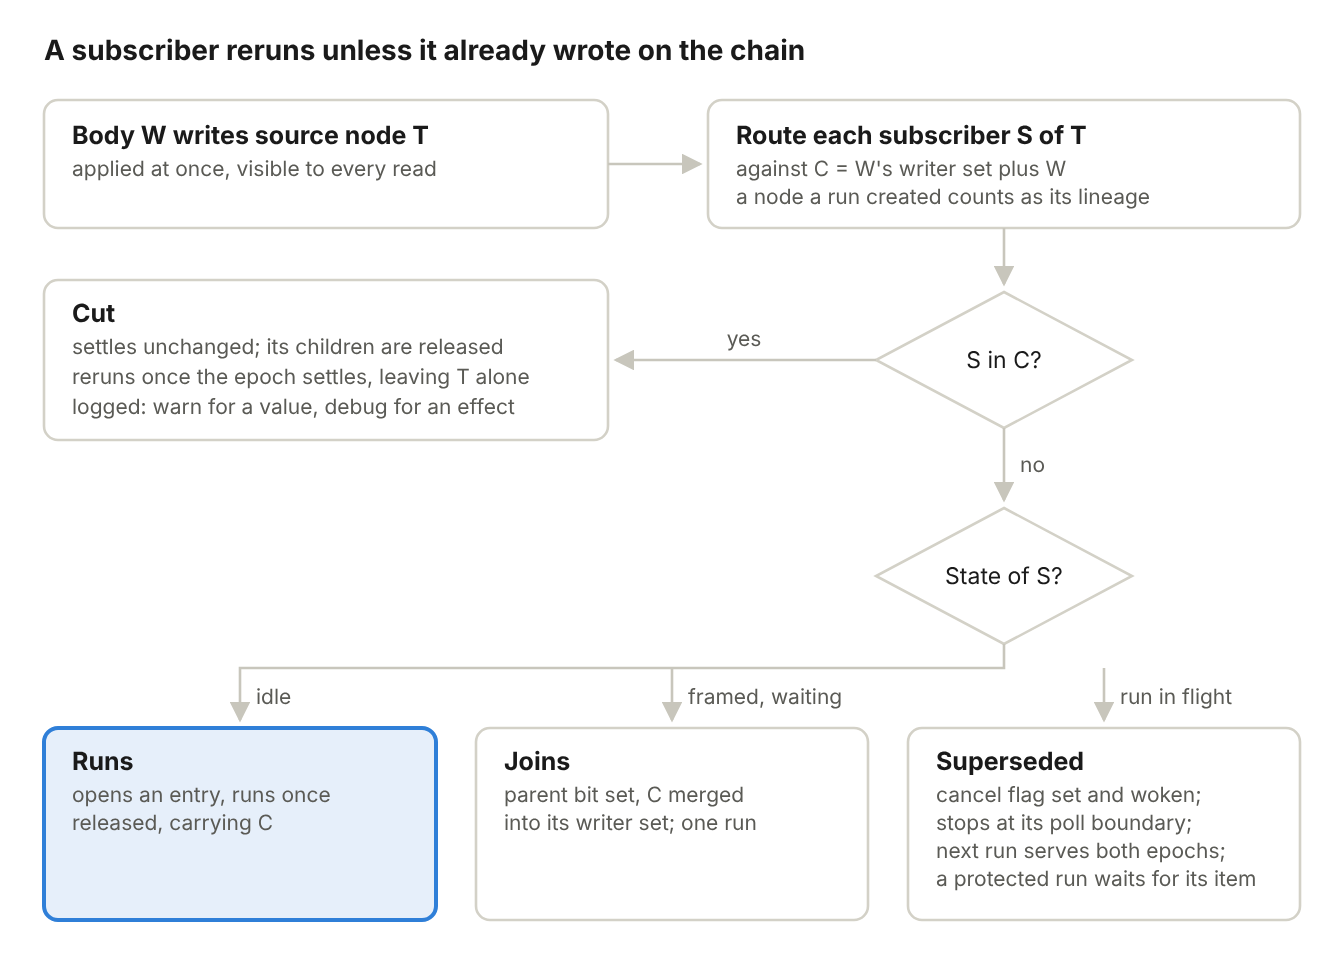 A subscriber reruns unless it already wrote on the chain
Body W writes source node T
applied at once, visible to every read
Route each subscriber S of T
against C = W's writer set plus W
a node a run created counts as its lineage
Cut
settles unchanged; its children are released
reruns once the epoch settles, leaving T alone
logged: warn for a value, debug for an effect
yes
S in C?
no
State of S?
idle
framed, waiting
run in flight
Runs
opens an entry, runs once
released, carrying C
Joins
parent bit set, C merged
into its writer set; one run
Superseded
cancel flag set and woken;
stops at its poll boundary;
next run serves both epochs;
a protected run waits for its item